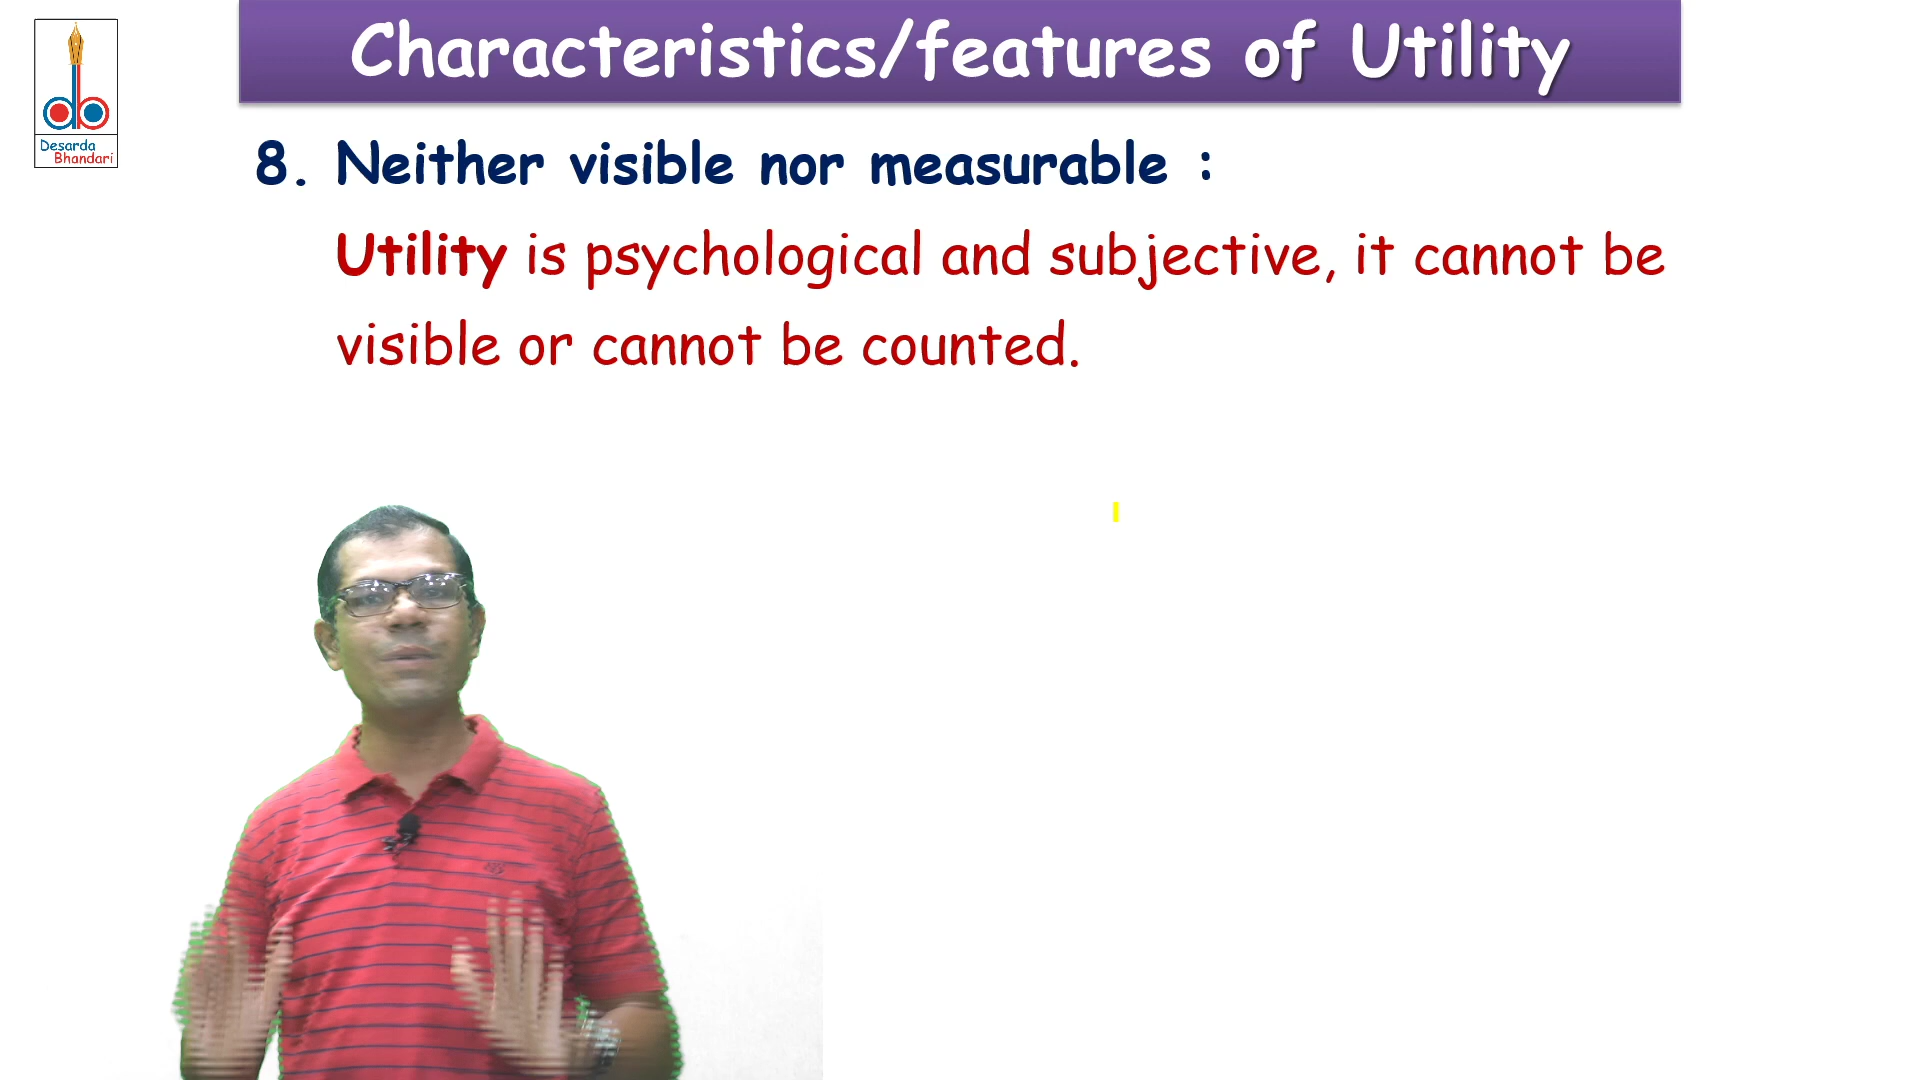 Characteristics/features of Utility
Desarda
Bhandari
8. Neither visible nor measurable :
Utility is psychological and subjective, it cannot be
visible or cannot be counted.